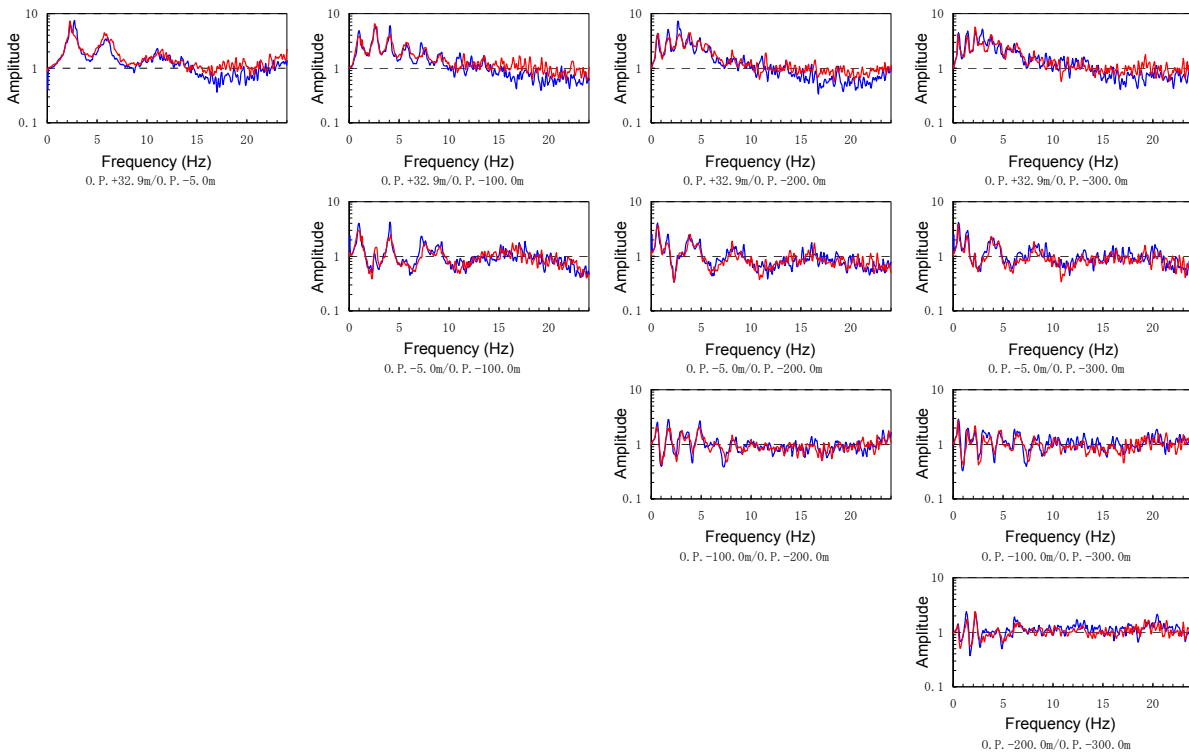 10
10
10
10
Amplitude
1
Amplitude
1
Amplitude
1
Amplitude
1
0.1
0.1
0.1
0.1
0 5 10 15 20
0 5 10 15 20
0 5 10 15 20
0 5 10 15 20
Frequency (Hz)
Frequency (Hz)
Frequency (Hz)
Frequency (Hz)
O.P.+32.9m/O.P.-5.0m
O.P.+32.9m/O.P.-100.0m
O.P.+32.9m/O.P.-200.0m
O.P.+32.9m/O.P.-300.0m
10
10
10
Amplitude
1
Amplitude
1
Amplitude
1
0.1
0.1
0.1
0 5 10 15 20
0 5 10 15 20
0 5 10 15 20
Frequency (Hz)
Frequency (Hz)
Frequency (Hz)
O.P.-5.0m/O.P.-100.0m
O.P.-5.0m/O.P.-200.0m
O.P.-5.0m/O.P.-300.0m
10
10
Amplitude
1
Amplitude
1
0.1
0.1
0 5 10 15 20
0 5 10 15 20
Frequency (Hz)
Frequency (Hz)
O.P.-100.0m/O.P.-200.0m
O.P.-100.0m/O.P.-300.0m
10
Amplitude
1
0.1
0 5 10 15 20
Frequency (Hz)
O.P.-200.0m/O.P.-300.0m